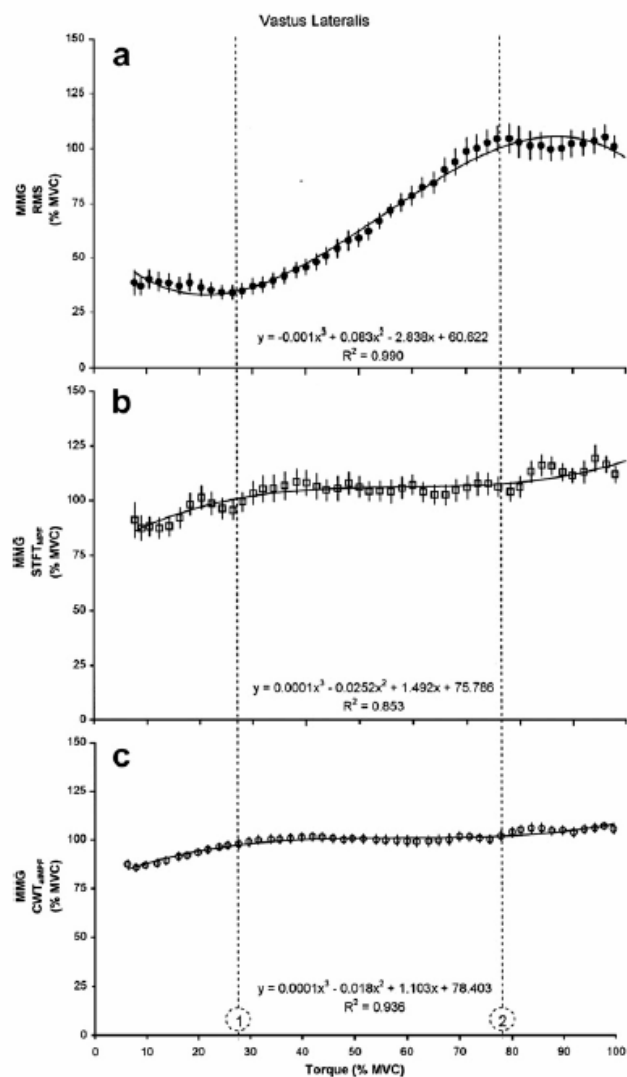 Vastus Lateralis
a
150
125
100
75
50
25
0
MMG
RMS
(% MVC)
y = -0.001x³ + 0.083x² - 2.838x + 60.622
R² = 0.990
b
150
125
100
75
50
25
0
MMG
STFT_MPF
(% MVC)
y = 0.0001x³ - 0.0252x² + 1.492x + 75.786
R² = 0.853
c
150
125
100
75
50
25
0
MMG
(% MVC)
y = 0.0001x³ - 0.018x² + 1.103x + 78.403
R² = 0.936
1
2
0 10 20 30 40 50 60 70 80 90 100
Torque (% MVC)